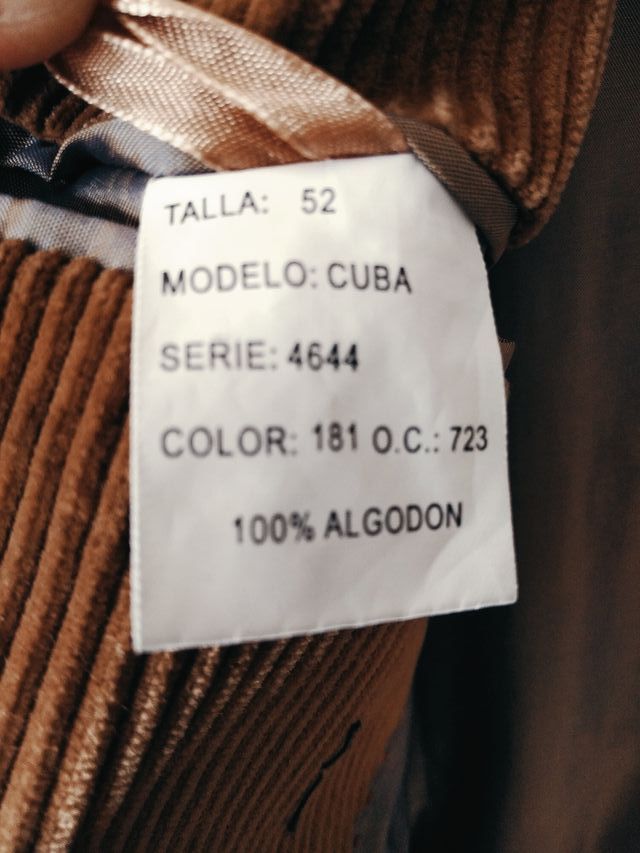 TALLA: 52
MODELO: CUBA
SERIE: 4644
COLOR: 181 O.C.: 723
100% ALGODON